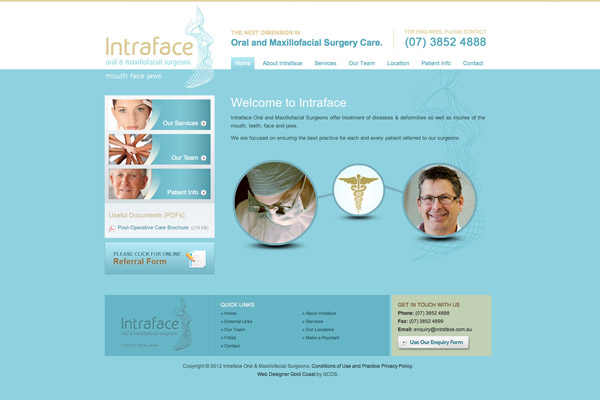 Intraface
oral & maxillofacial surgeons
mouth-face-jaws
THE NEXT DIMENSION IN
Oral and Maxillofacial Surgery Care.
FOR ENQUIRIES, PLEASE CONTACT
(07) 3852 4888
Home About Intraface Services Our Team Location Patient Info Contact
Our Services
Our Team
Patient Info
Useful Documents (PDFs)
Post-Operative Care Brochure (215 KB)
PLEASE CLICK FOR ONLINE
Referral Form
Welcome to Intraface
Intraface Oral and Maxillofacial Surgeons offer treatment of diseases & deformities as well as injuries of the
mouth, teeth, face and jaws.
We are focused on ensuring the best practice for each and every patient referred to our surgeons.
Intraface
oral & maxillofacial surgeons
mouth-face-jaws
QUICK LINKS
» Home
» External Links
» Our Team
» FAQs
» Contact
» About Intraface
» Services
» Our Locations
» Make a Payment
GET IN TOUCH WITH US
Phone: (07) 3852 4888
Fax: (07) 3852 4899
Email: enquiry@intraface.com.au
Use Our Enquiry Form
Copyright © 2012 Intraface Oral & Maxillofacial Surgeons. Conditions of Use and Practice Privacy Policy.
Web Designer Gold Coast by GCDS.